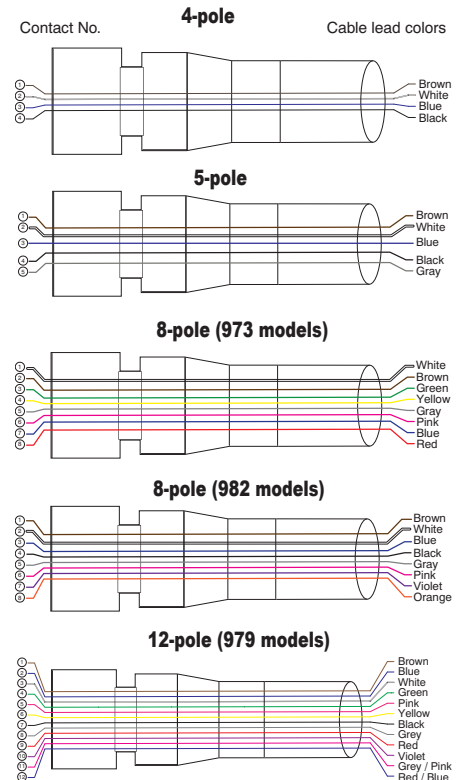 4-pole
Contact No.
Cable lead colors
1 Brown
2 White
3 Blue
4 Black
5-pole
1 Brown
2 White
3 Blue
4 Black
5 Gray
8-pole (973 models)
1 White
2 Brown
3 Green
4 Yellow
5 Gray
6 Pink
7 Blue
8 Red
8-pole (982 models)
1 Brown
2 White
3 Blue
4 Black
5 Gray
6 Pink
7 Violet
8 Orange
12-pole (979 models)
1 Brown
2 Blue
3 White
4 Green
5 Pink
6 Yellow
7 Black
8 Grey
9 Red
10 Violet
11 Grey / Pink
12 Red / Blue